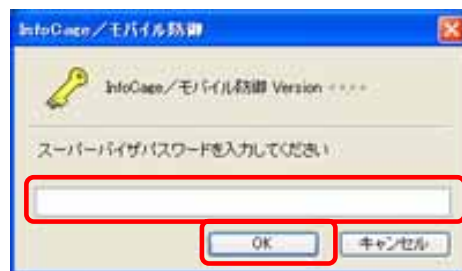 InfoCage／モバイル防御
InfoCage／モバイル防御 Version ****
スーパーバイザパスワードを入力してください
OK
キャンセル